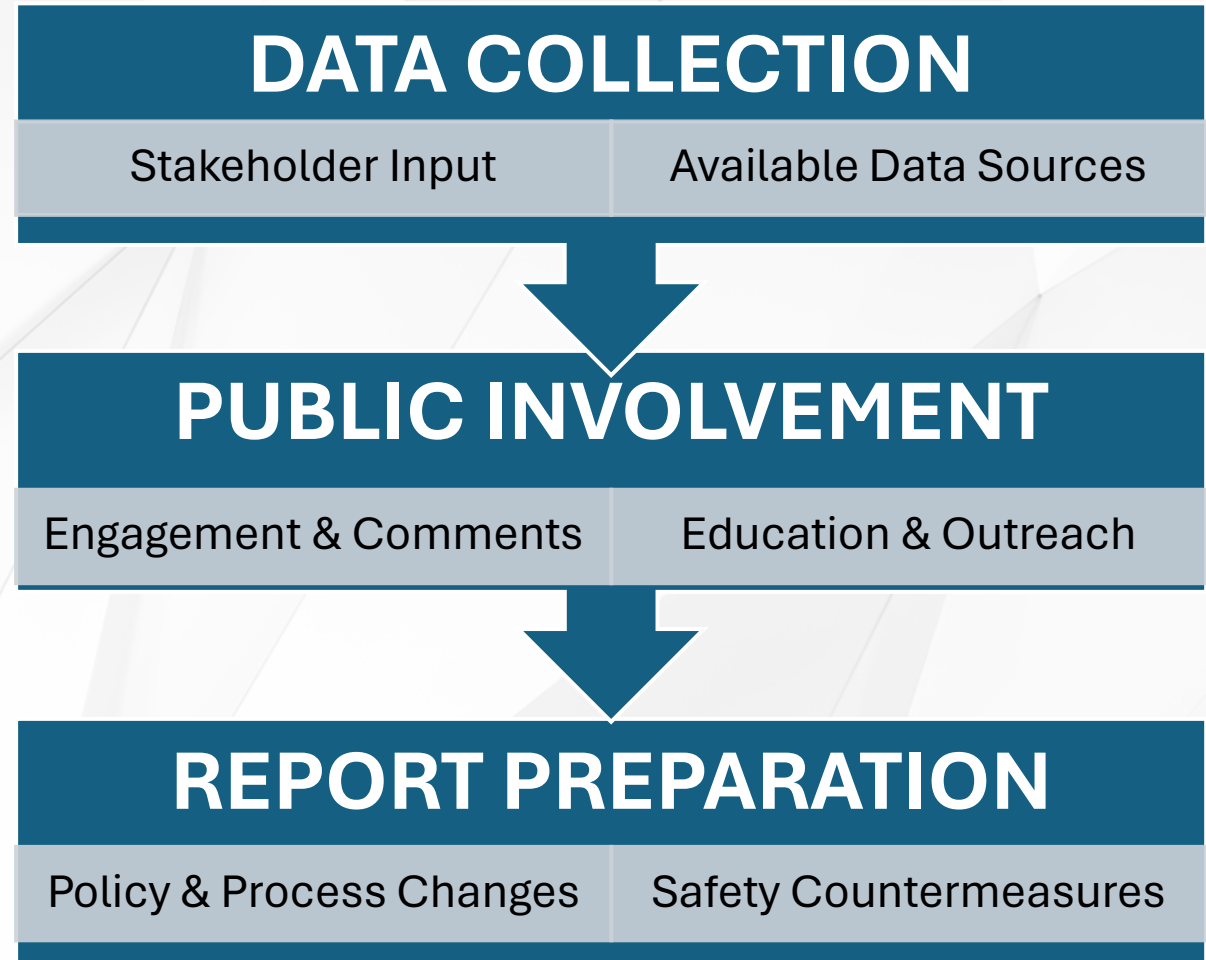 DATA COLLECTION
Stakeholder Input
Available Data Sources
PUBLIC INVOLVEMENT
Engagement & Comments
Education & Outreach
REPORT PREPARATION
Policy & Process Changes
Safety Countermeasures